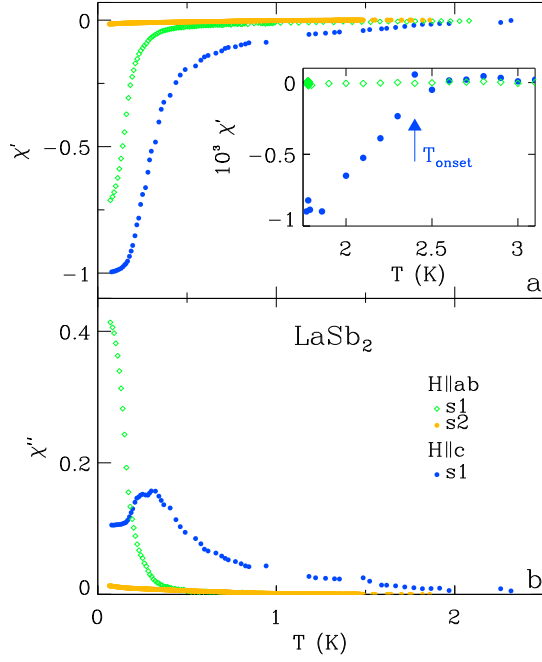 0
−0.5
−1
χ′
0
−0.5
−1
10³ χ′
T_onset
2
2.5
3
T (K)
a
LaSb₂
H∥ab
s1
s2
H∥c
s1
0.4
0.2
0
χ″
b
0
1
2
T (K)